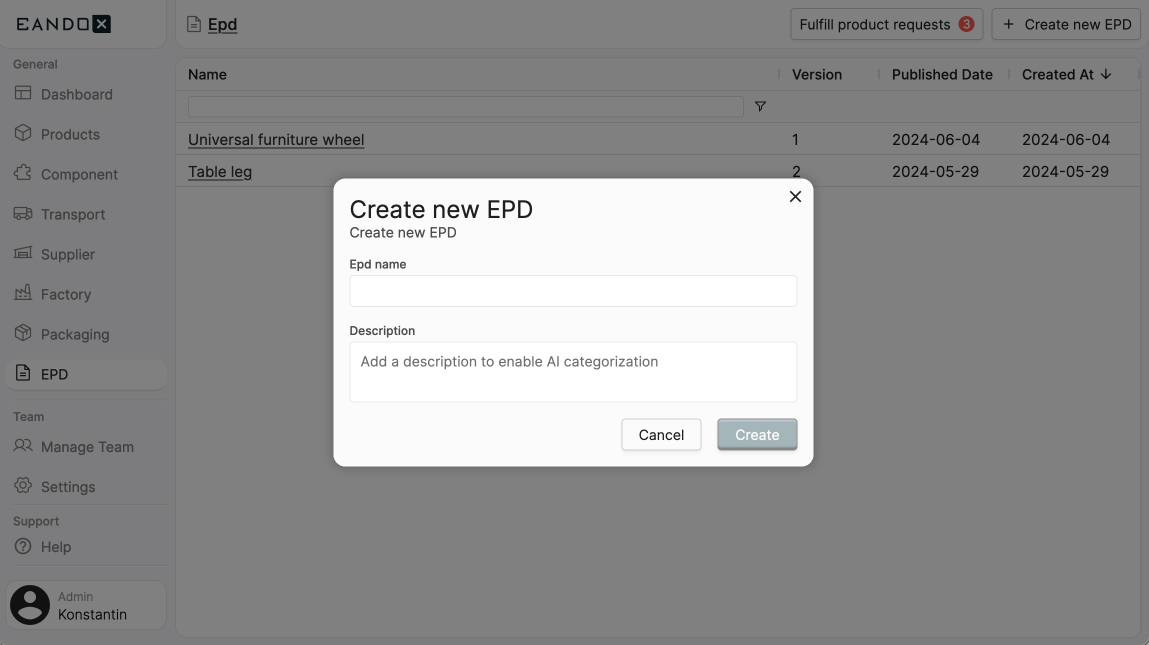 EANDOX
Epd
Fulfill product requests 3
+ Create new EPD
General
Dashboard
Products
Component
Transport
Supplier
Factory
Packaging
EPD
Team
Manage Team
Settings
Support
Help
Admin
Konstantin
Name Version Published Date Created At
Universal furniture wheel 1 2024-06-04 2024-06-04
Table leg 2 2024-05-29 2024-05-29
Create new EPD
Create new EPD
Epd name
Description
Add a description to enable AI categorization
Cancel Create